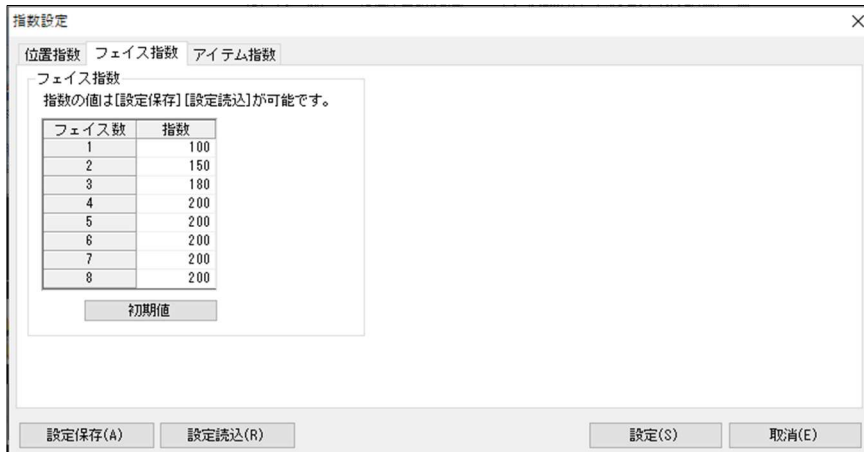 指数設定
位置指数 フェイス指数 アイテム指数
フェイス指数
指数の値は[設定保存][設定読込]が可能です。
フェイス数 指数
1 100
2 150
3 180
4 200
5 200
6 200
7 200
8 200
初期値
設定保存(A) 設定読込(R) 設定(S) 取消(E)